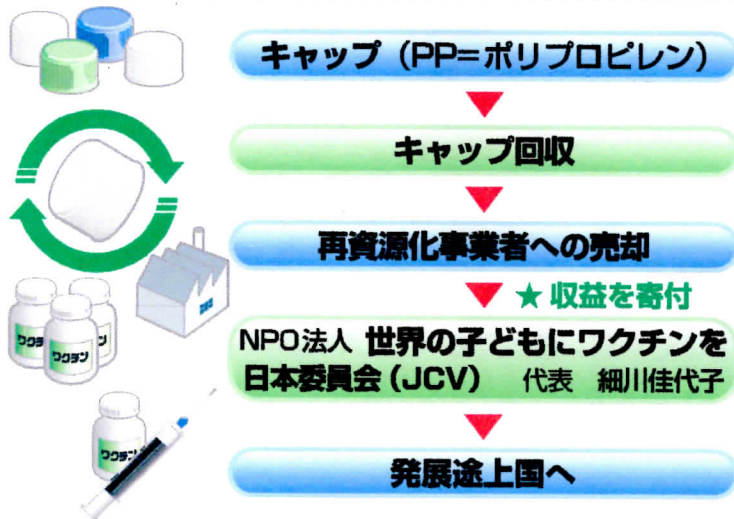 キャップ（PP=ポリプロピレン）
キャップ回収
再資源化事業者への売却
★収益を寄付
NPO法人 世界の子どもにワクチンを
日本委員会（JCV） 代表 細川佳代子
発展途上国へ
ワクチン
ワクチン
ワクチン